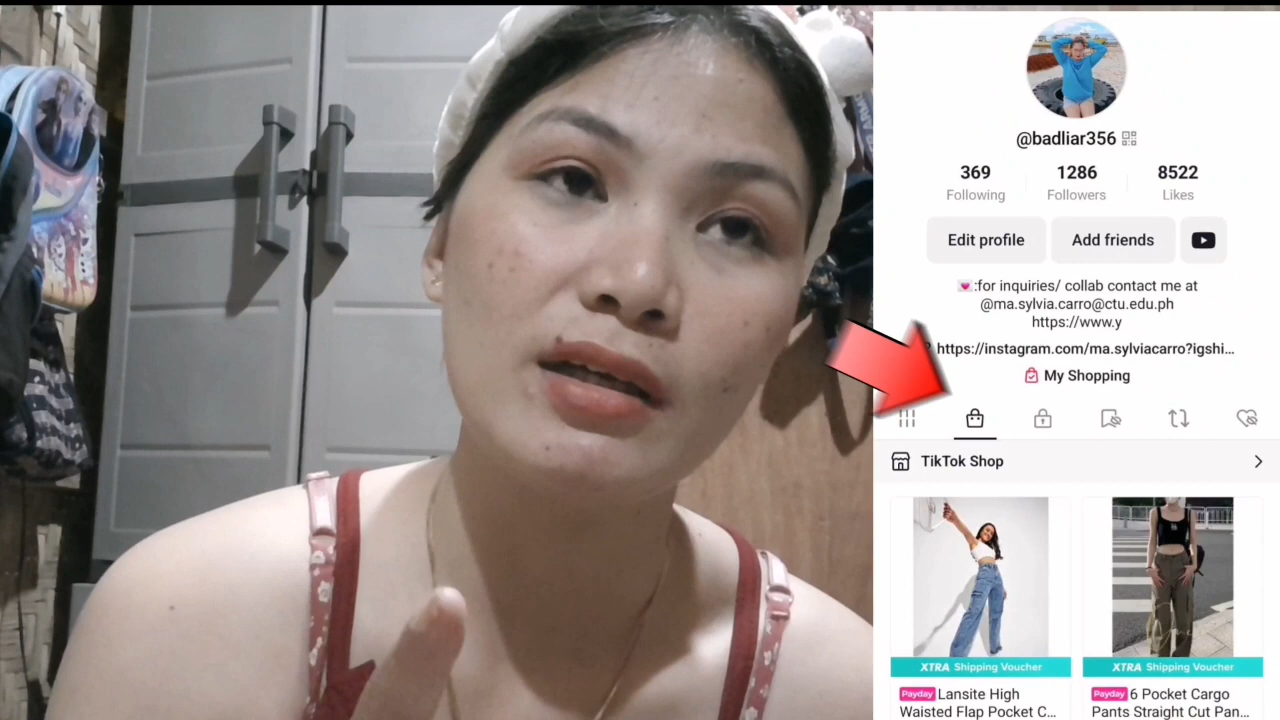 @badliar356
369
1286
8522
Following
Followers
Likes
Edit profile
Add friends
:for inquiries/ collab contact me at
@ma.sylvia.carro@ctu.edu.ph
https://www.y
https://instagram.com/ma.sylviacarro?igshi...
My Shopping
TikTok Shop
XTRA Shipping Voucher
XTRA Shipping Voucher
Payday Lansite High
Waisted Flap Pocket C...
Payday 6 Pocket Cargo
Pants Straight Cut Pan...